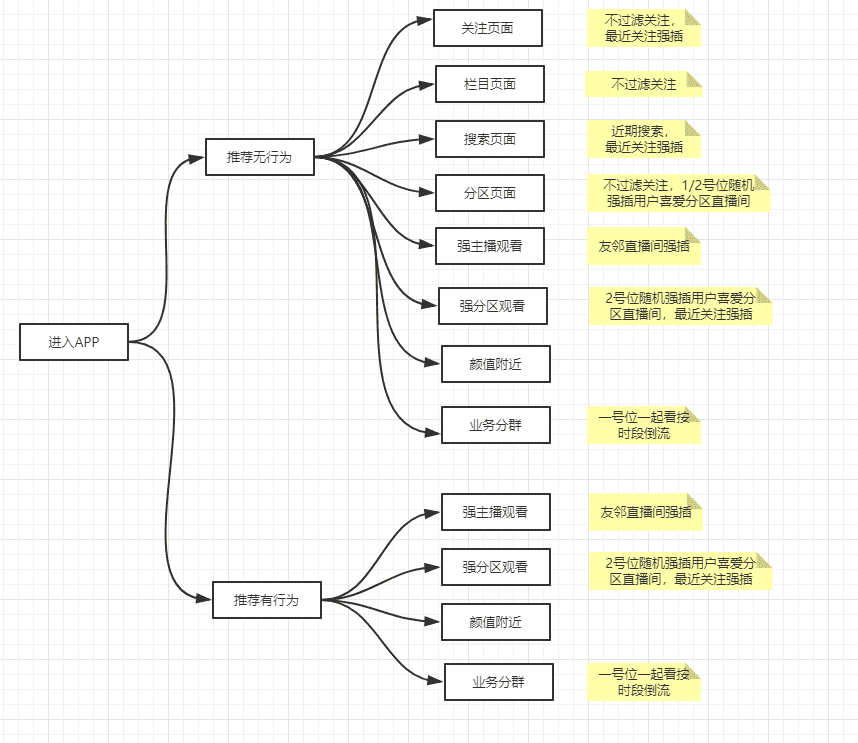 关注页面
不过滤关注,
最近关注强插
栏目页面
不过滤关注
搜索页面
近期搜索,
最近关注强插
推荐无行为
分区页面
不过滤关注, 1/2号位随机
强插用户喜爱分区直播间
强主播观看
友邻直播间强插
强分区观看
2号位随机强插用户喜爱分
区直播间, 最近关注强插
进入APP
颜值附近
业务分群
一号位一起看按
时段倒流
强主播观看
友邻直播间强插
强分区观看
2号位随机强插用户喜爱分
区直播间, 最近关注强插
推荐有行为
颜值附近
业务分群
一号位一起看按
时段倒流